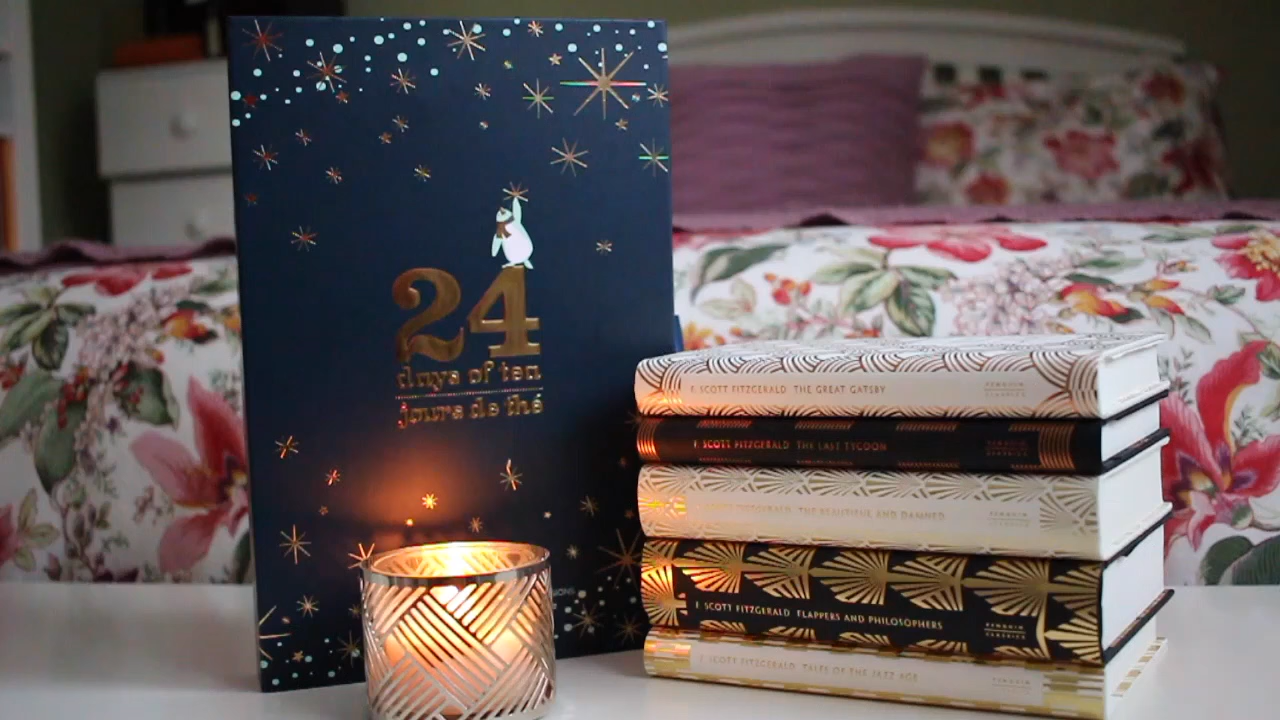 24
days of tea
jours de thé
F. SCOTT FITZGERALD THE GREAT GATSBY PENGUIN CLASSICS
F. SCOTT FITZGERALD THE LAST TYCOON PENGUIN CLASSICS
F. SCOTT FITZGERALD THE BEAUTIFUL AND DAMNED
F. SCOTT FITZGERALD FLAPPERS AND PHILOSOPHERS PENGUIN CLASSICS
F. SCOTT FITZGERALD TALES OF THE JAZZ AGE